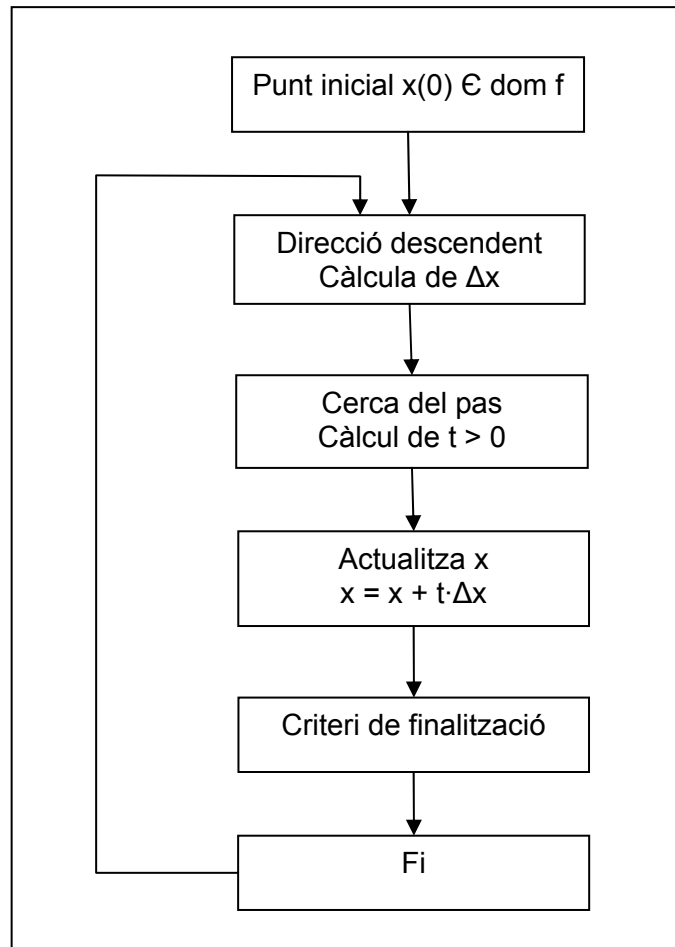 Punt inicial x(0) Є dom f
Direcció descendent
Càlcula de Δx
Cerca del pas
Càlcul de t > 0
Actualitza x
x = x + t·Δx
Criteri de finalització
Fi